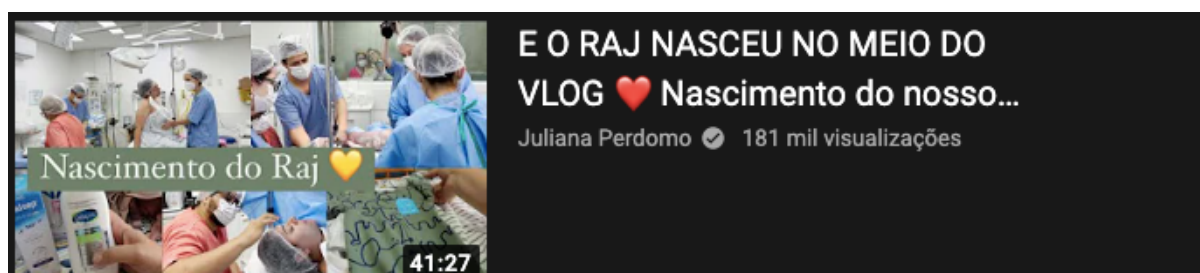 E O RAJ NASCEU NO MEIO DO
VLOG ❤️ Nascimento do nosso...
Juliana Perdomo 181 mil visualizações
Nascimento do Raj 💛
41:27